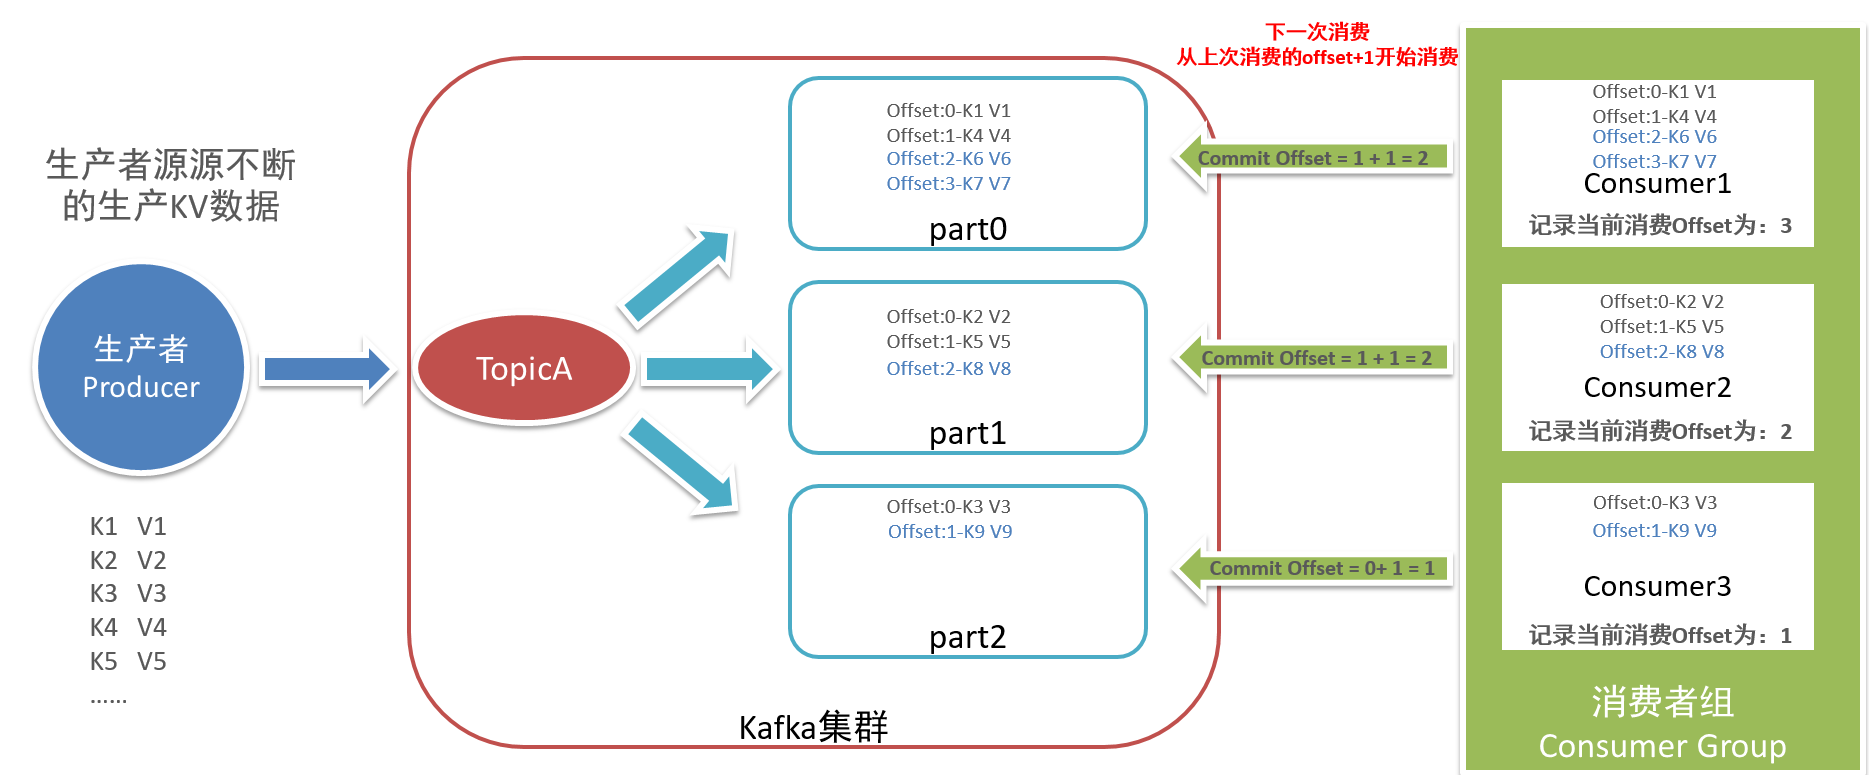 生产者源源不断
的生产KV数据
生产者
Producer
K1 V1
K2 V2
K3 V3
K4 V4
K5 V5
......
TopicA
Offset:0-K1 V1
Offset:1-K4 V4
Offset:2-K6 V6
Offset:3-K7 V7
part0
Offset:0-K2 V2
Offset:1-K5 V5
Offset:2-K8 V8
part1
Offset:0-K3 V3
Offset:1-K9 V9
part2
Kafka集群
下一次消费
从上次消费的offset+1开始消费
Commit Offset = 1 + 1 = 2
Commit Offset = 1 + 1 = 2
Commit Offset = 0+ 1 = 1
Offset:0-K1 V1
Offset:1-K4 V4
Offset:2-K6 V6
Offset:3-K7 V7
Consumer1
记录当前消费Offset为：3
Offset:0-K2 V2
Offset:1-K5 V5
Offset:2-K8 V8
Consumer2
记录当前消费Offset为：2
Offset:0-K3 V3
Offset:1-K9 V9
Consumer3
记录当前消费Offset为：1
消费者组
Consumer Group